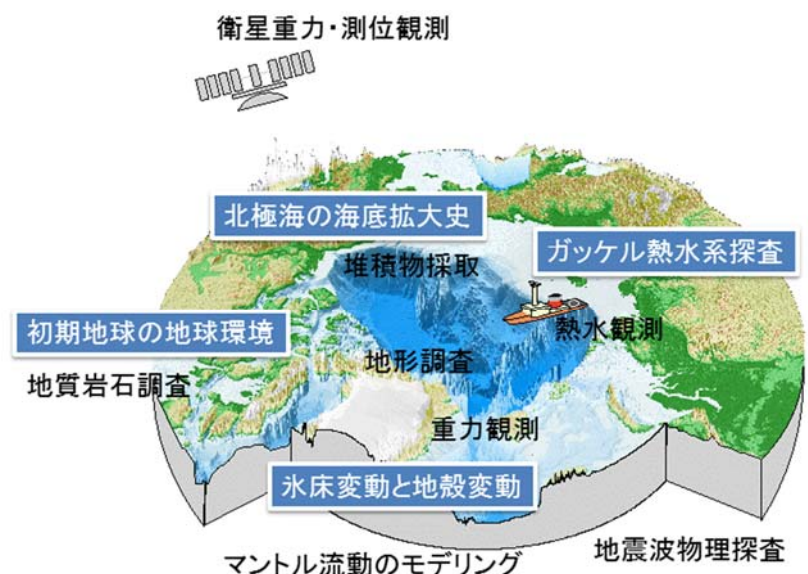 衛星重力・測位観測
北極海の海底拡大史
ガッケル熱水系探査
堆積物採取
初期地球の地球環境
熱水観測
地形調査
地質岩石調査
重力観測
氷床変動と地殻変動
地震波物理探査
マントル流動のモデリング